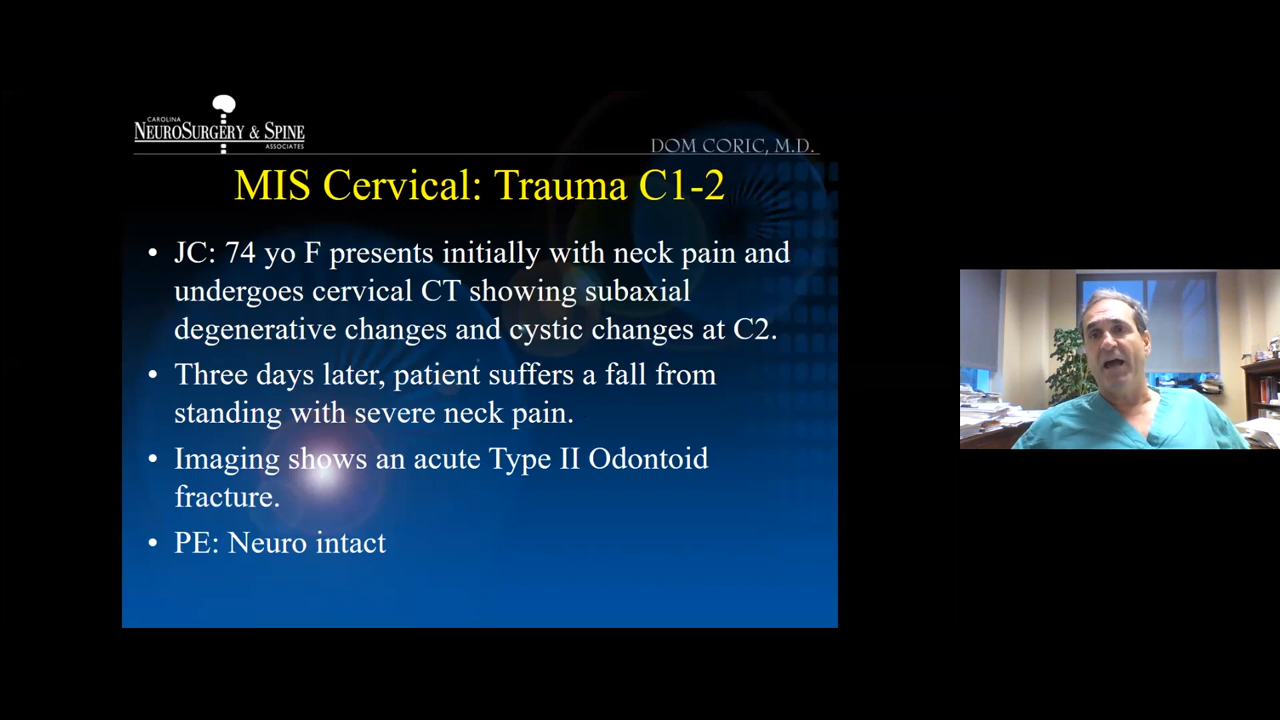 CAROLINA
NEUROSURGERY & SPINE
ASSOCIATES
DOM CORIC, M.D.
MIS Cervical: Trauma C1-2
• JC: 74 yo F presents initially with neck pain and
undergoes cervical CT showing subaxial
degenerative changes and cystic changes at C2.
• Three days later, patient suffers a fall from
standing with severe neck pain.
• Imaging shows an acute Type II Odontoid
fracture.
• PE: Neuro intact